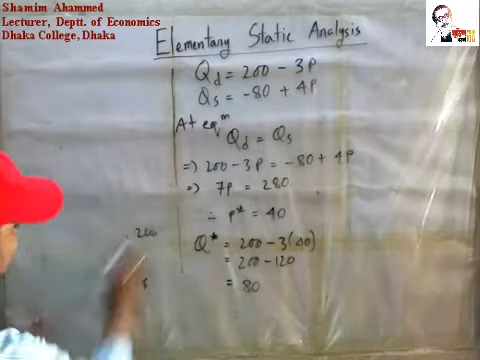 Shamim Ahammed
Lecturer, Deptt. of Economics
Dhaka College, Dhaka
Elementary Static Analysis
Qd = 200 - 3P
Qs = -80 + 4P
At eqm
Qd = Qs
=> 200 - 3P = -80 + 4P
=> 7P = 280
∴ P* = 40
200
Q* = 200 - 3(40)
= 200 - 120
= 80